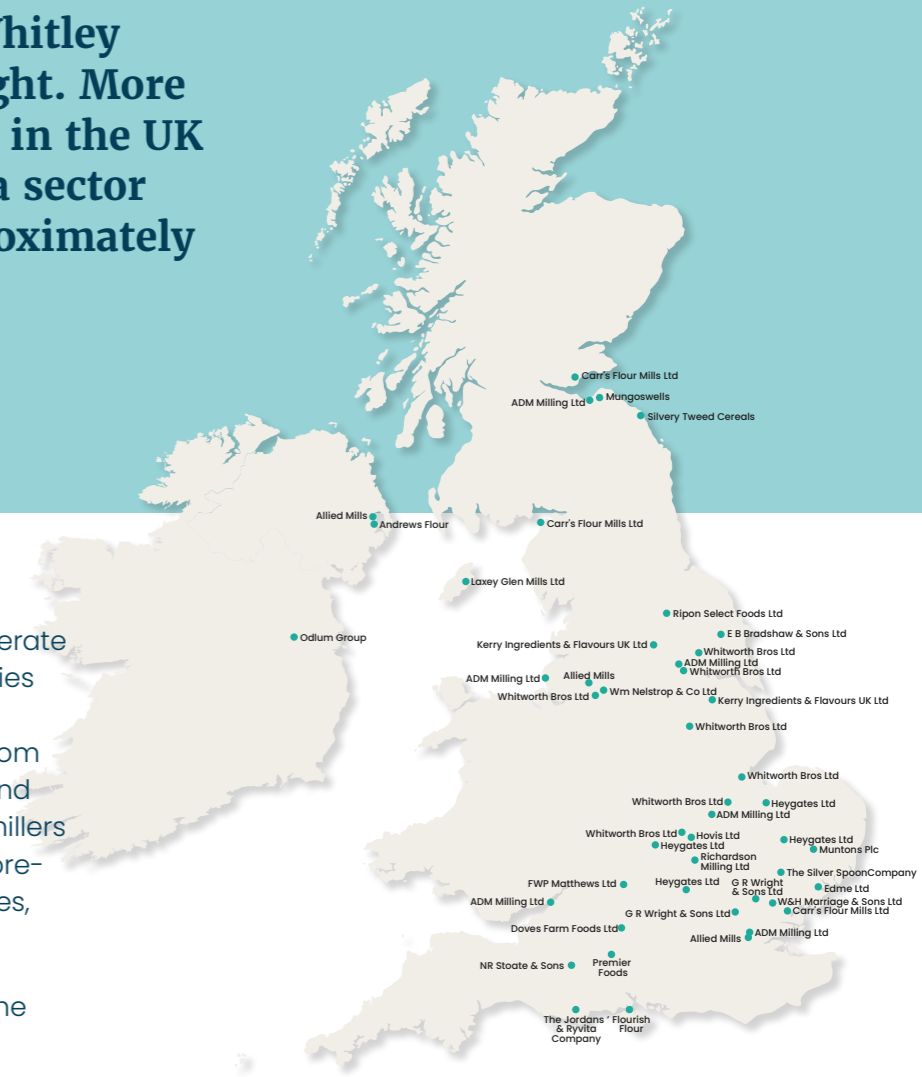 hitley
ght. More
in the UK
a sector
oximately
Carr's Flour Mills Ltd
ADM Milling Ltd
Mungoswells
Silvery Tweed Cereals
Allied Mills
Andrews Flour
Carr's Flour Mills Ltd
Laxey Glen Mills Ltd
Ripon Select Foods Ltd
Odlum Group
E B Bradshaw & Sons Ltd
Kerry Ingredients & Flavours UK Ltd
Whitworth Bros Ltd
ADM Milling Ltd
Whitworth Bros Ltd
ADM Milling Ltd
Allied Mills
Whitworth Bros Ltd
Wm Nelstrop & Co Ltd
Kerry Ingredients & Flavours UK Ltd
Whitworth Bros Ltd
Whitworth Bros Ltd
Whitworth Bros Ltd
Heygates Ltd
ADM Milling Ltd
Whitworth Bros Ltd
Hovis Ltd
Heygates Ltd
Heygates Ltd
Muntons Plc
Richardson
Milling Ltd
The Silver SpoonCompany
FWP Matthews Ltd
Heygates Ltd
G R Wright
& Sons Ltd
Edme Ltd
ADM Milling Ltd
W&H Marriage & Sons Ltd
G R Wright & Sons Ltd
Carr's Flour Mills Ltd
Doves Farm Foods Ltd
ADM Milling Ltd
Allied Mills
NR Stoate & Sons
Premier
Foods
The Jordans '
& Ryvita
Company
Flourish
Flour
erate
ies
om
nd
nillers
ore-
es,
ne